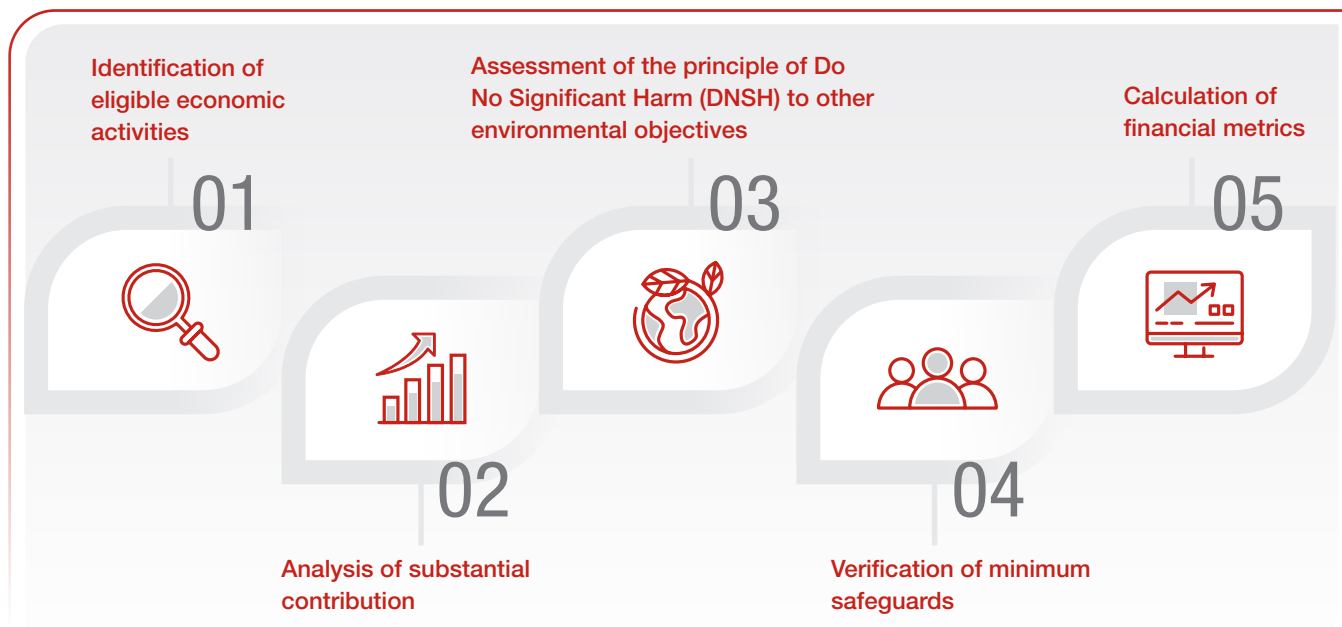 Identification of
eligible economic
activities
01
02
Analysis of substantial
contribution
Assessment of the principle of Do
No Significant Harm (DNSH) to other
environmental objectives
03
04
Verification of minimum
safeguards
Calculation of
financial metrics
05